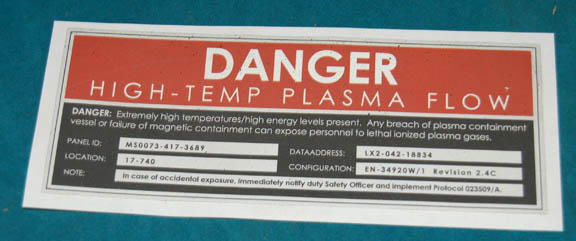 DANGER
HIGH-TEMP PLASMA FLOW
DANGER: Extremely high temperatures/high energy levels present. Any breach of plasma containment
vessel or failure of magnetic containment can expose personnel to lethal ionized plasma gases.
PANEL ID: MS0073-417-3689 DATAADDRESS: LX2-042-18834
LOCATION: 17-740 CONFIGURATION: EN-34920W/1 Revision 2.4C
NOTE: In case of accidental exposure, immediately notify duty Safety Officer and implement Protocol 023509/A.